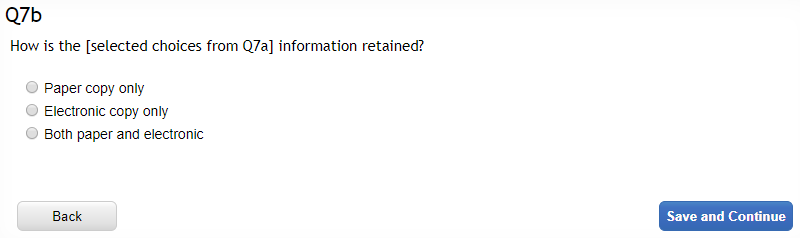 Q7b
How is the [selected choices from Q7a] information retained?
Paper copy only
Electronic copy only
Both paper and electronic
Back
Save and Continue